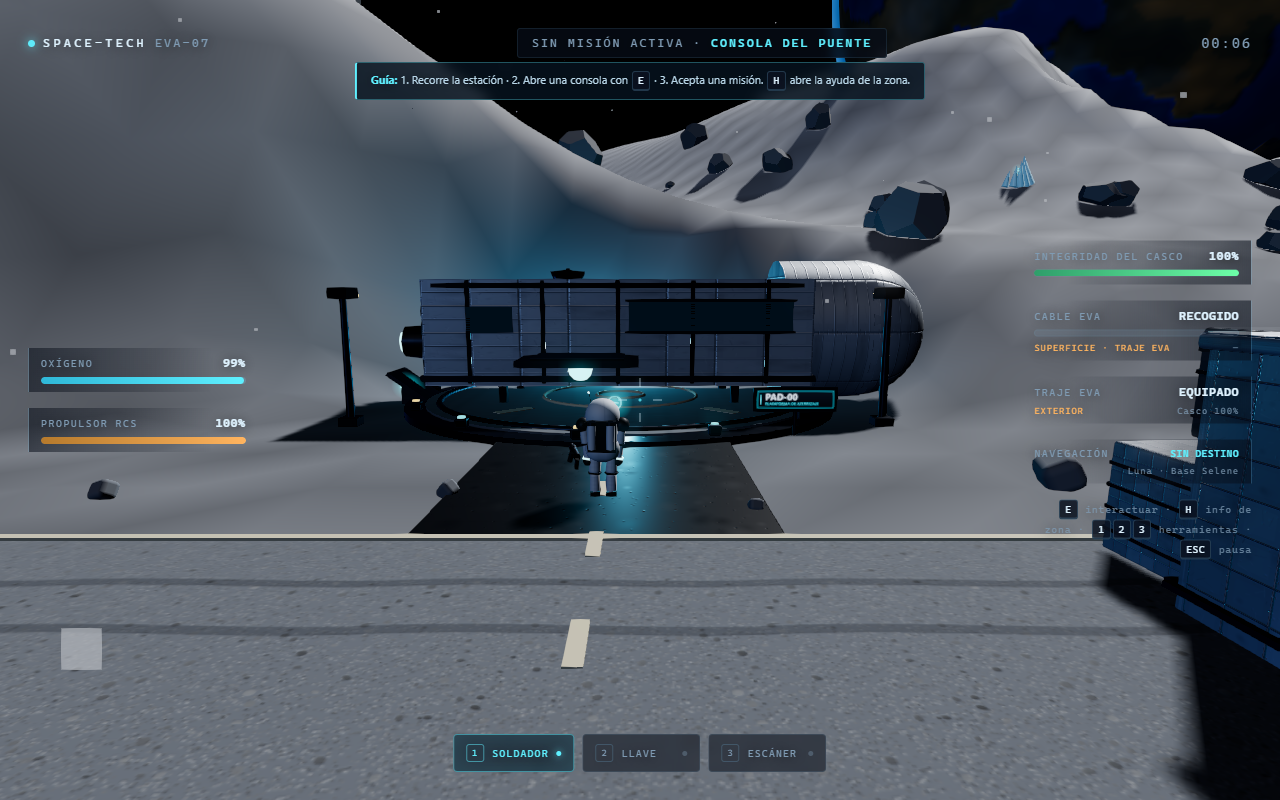 SPACE-TECH EVA-07
SIN MISIÓN ACTIVA · CONSOLA DEL PUENTE
00:06
Guía: 1. Recorre la estación · 2. Abre una consola con E · 3. Acepta una misión. H abre la ayuda de la zona.
INTEGRIDAD DEL CASCO 100%
CABLE EVA RECOGIDO
SUPERFICIE · TRAJE EVA —
OXÍGENO 99%
TRAJE EVA EQUIPADO
EXTERIOR Casco 100%
PAD-00
PROPULSOR RCS 100%
NAVEGACIÓN SIN DESTINO
Luna · Base Selene
E interactuar · H info de
zona · 1 2 3 herramientas ·
ESC pausa
1 SOLDADOR
2 LLAVE
3 ESCÁNER